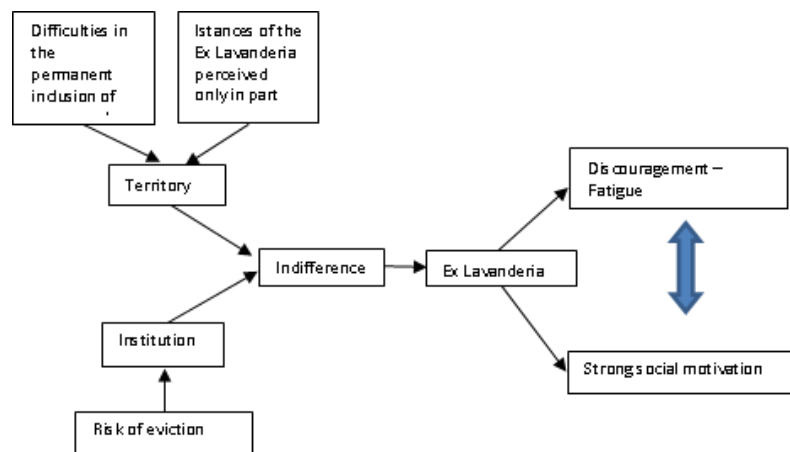 Difficulties in
the
permanent
inclusion of
Istances of the
Ex Lavanderia
perceived
only in part
Territory
Discouragement –
Fatigue
Indifference
Ex Lavanderia
Institution
Strong social motivation
Risk of eviction